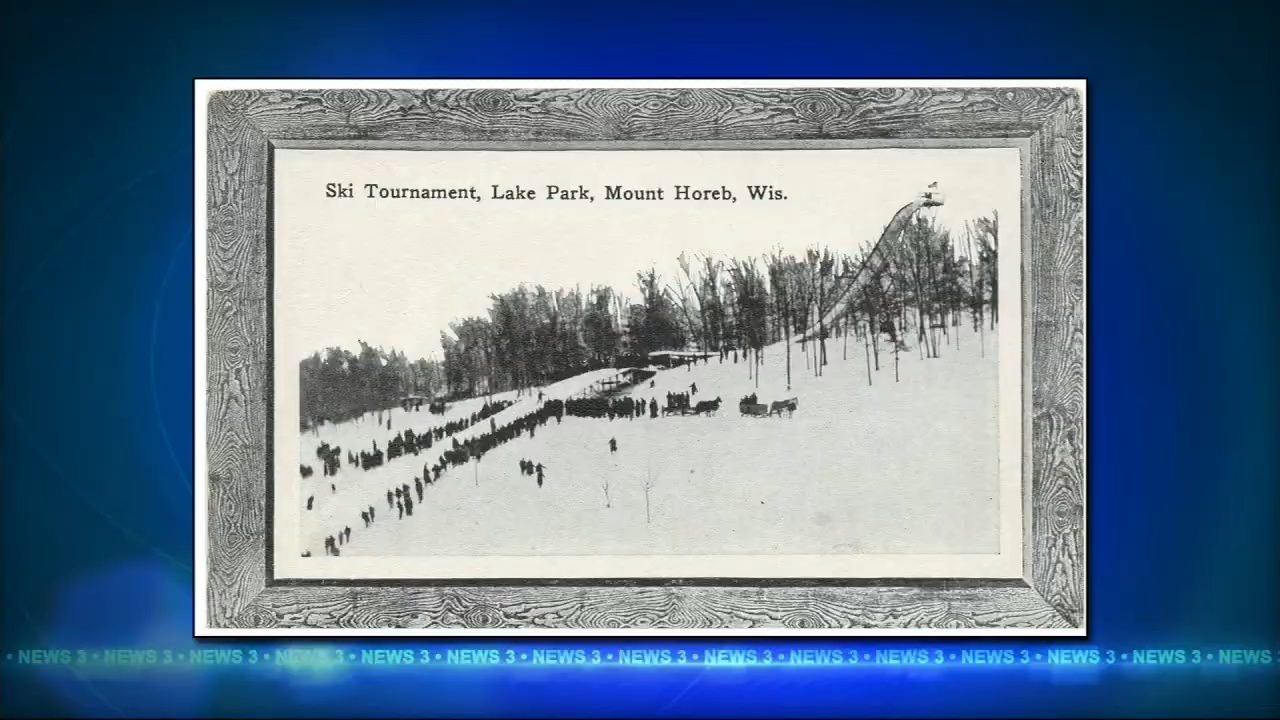 Ski Tournament, Lake Park, Mount Horeb, Wis.
• NEWS 3 • NEWS 3 • NEWS 3 • NEWS 3 • NEWS 3 • NEWS 3 • NEWS 3 • NEWS 3 • NEWS 3 • NEWS 3 • NEWS 3 • NEWS 3 • NEWS 3 • NEWS 3 • NEWS